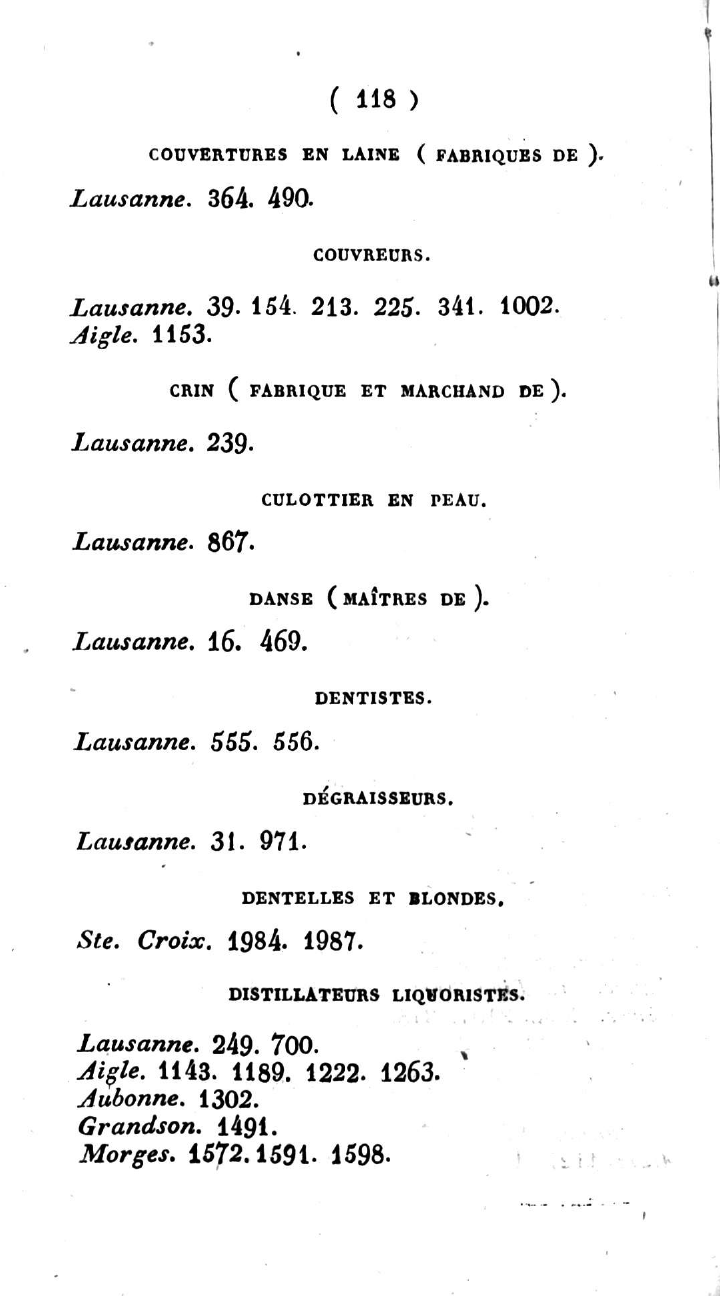 ( 118 )
COUVERTURES EN LAINE ( FABRIQUES DE ).
Lausanne. 364. 490.
COUVREURS.
Lausanne. 39. 154. 213. 225. 341. 1002.
Aigle. 1153.
CRIN ( FABRIQUE ET MARCHAND DE ).
Lausanne. 239.
CULOTTIER EN PEAU.
Lausanne. 867.
DANSE ( MAÎTRES DE ).
Lausanne. 16. 469.
DENTISTES.
Lausanne. 555. 556.
DÉGRAISSEURS.
Lausanne. 31. 971.
DENTELLES ET BLONDES.
Ste. Croix. 1984. 1987.
DISTILLATEURS LIQUORISTES.
Lausanne. 249. 700.
Aigle. 1143. 1189. 1222. 1263.
Aubonne. 1302.
Grandson. 1491.
Morges. 1572. 1591. 1598.